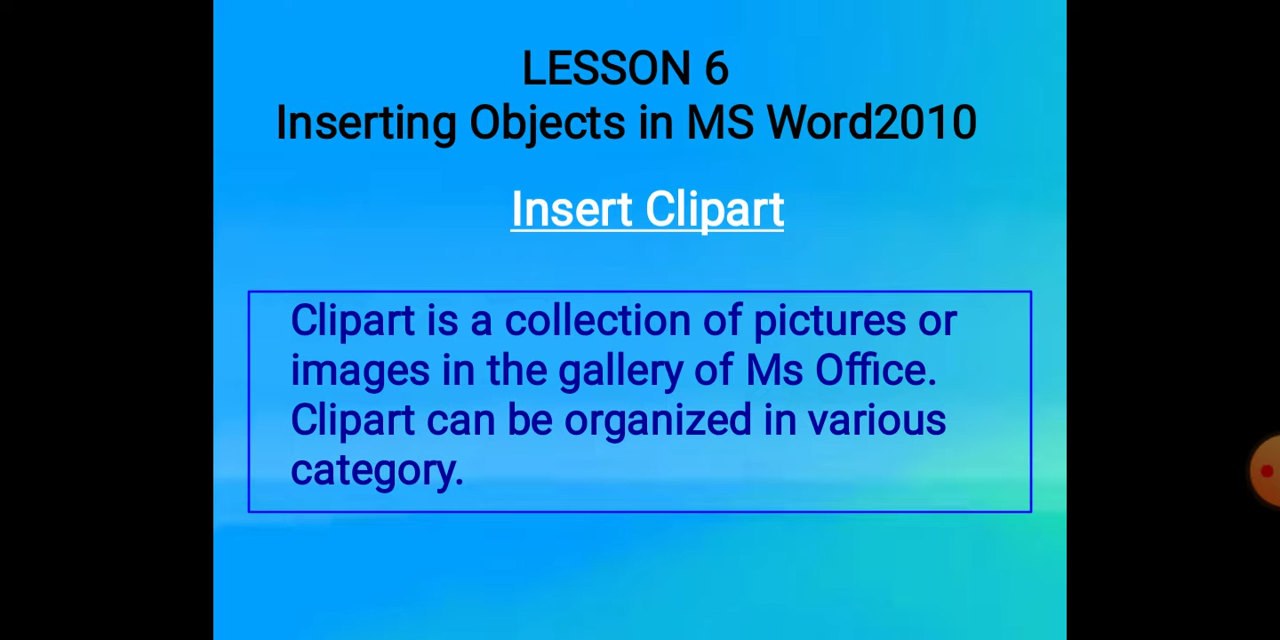 LESSON 6
Inserting Objects in MS Word2010
Insert Clipart
Clipart is a collection of pictures or
images in the gallery of Ms Office.
Clipart can be organized in various
category.